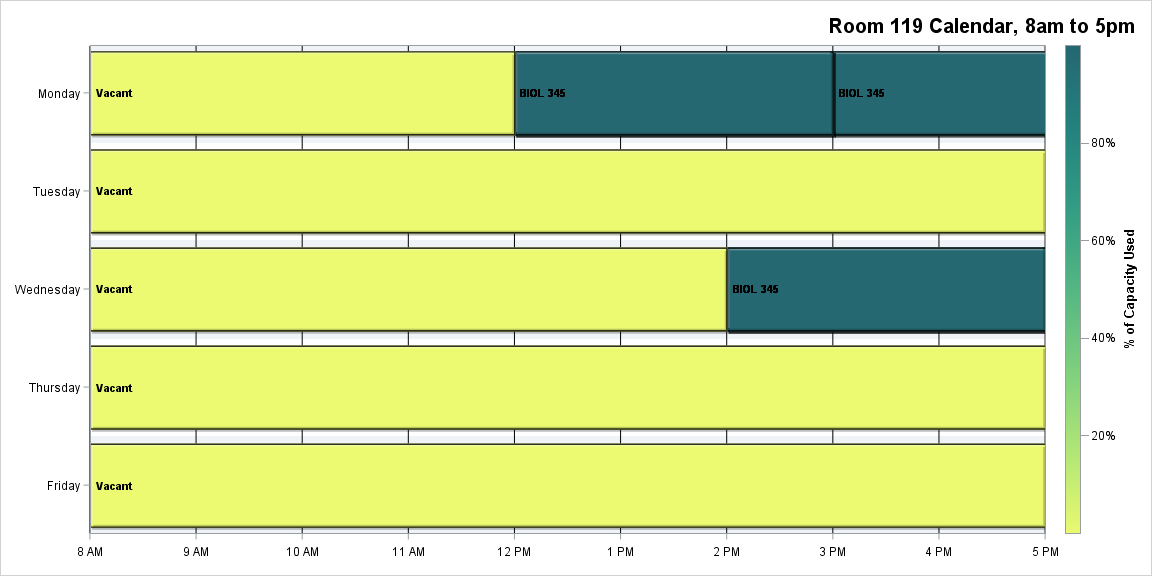 Room 119 Calendar, 8am to 5pm
Monday
Vacant
BIOL 345
BIOL 345
Tuesday
Vacant
Wednesday
Vacant
BIOL 345
Thursday
Vacant
Friday
Vacant
8 AM 9 AM 10 AM 11 AM 12 PM 1 PM 2 PM 3 PM 4 PM 5 PM
80%
60%
40%
20%
% of Capacity Used